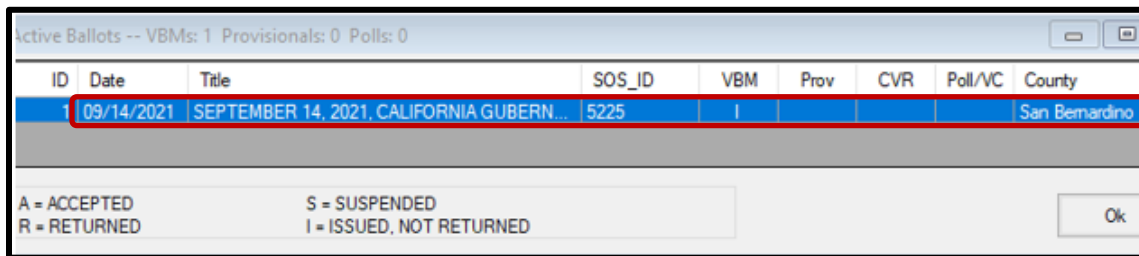 Active Ballots -- VBMs: 1 Provisionals: 0 Polls: 0
ID Date Title SOS_ID VBM Prov CVR Poll/VC County
1 09/14/2021 SEPTEMBER 14, 2021, CALIFORNIA GUBERN... 5225 I San Bernardino
A = ACCEPTED S = SUSPENDED
R = RETURNED I = ISSUED, NOT RETURNED
Ok